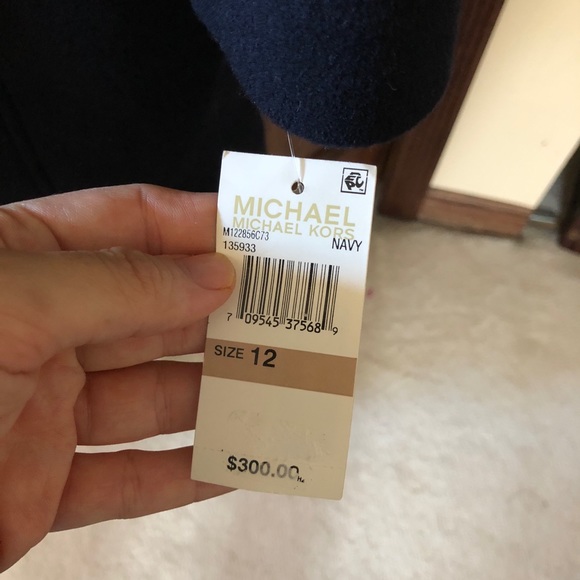 MICHAEL
MICHAEL KORS
M122856C73
NAVY
135933
7 09545 37568 9
SIZE 12
$300.00